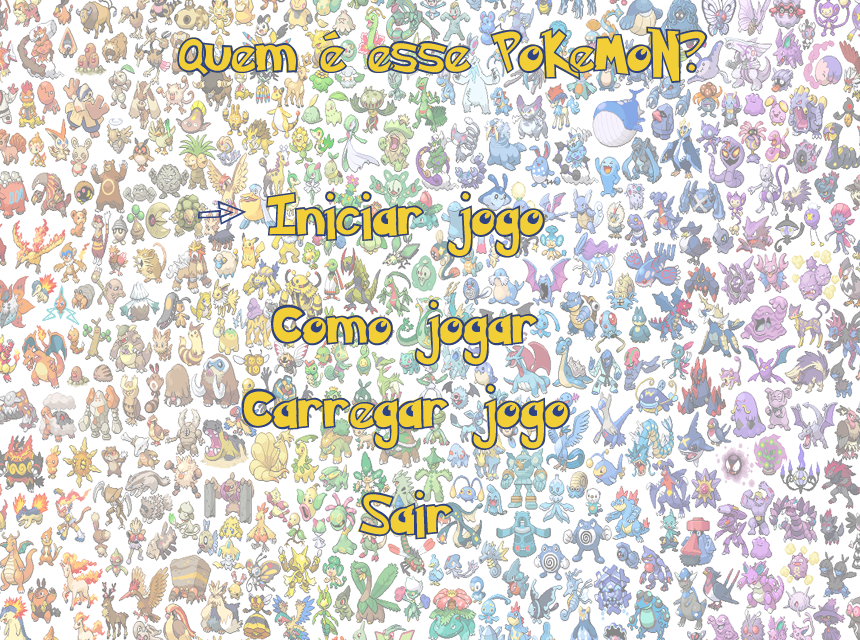 Quem é esse PoKeMoN?
Iniciar jogo
Como jogar
Carregar jogo
Sair